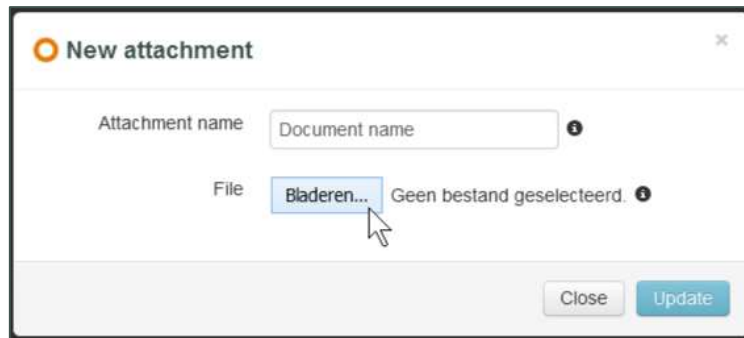 New attachment
×
Attachment name Document name
File Bladeren... Geen bestand geselecteerd.
Close Update